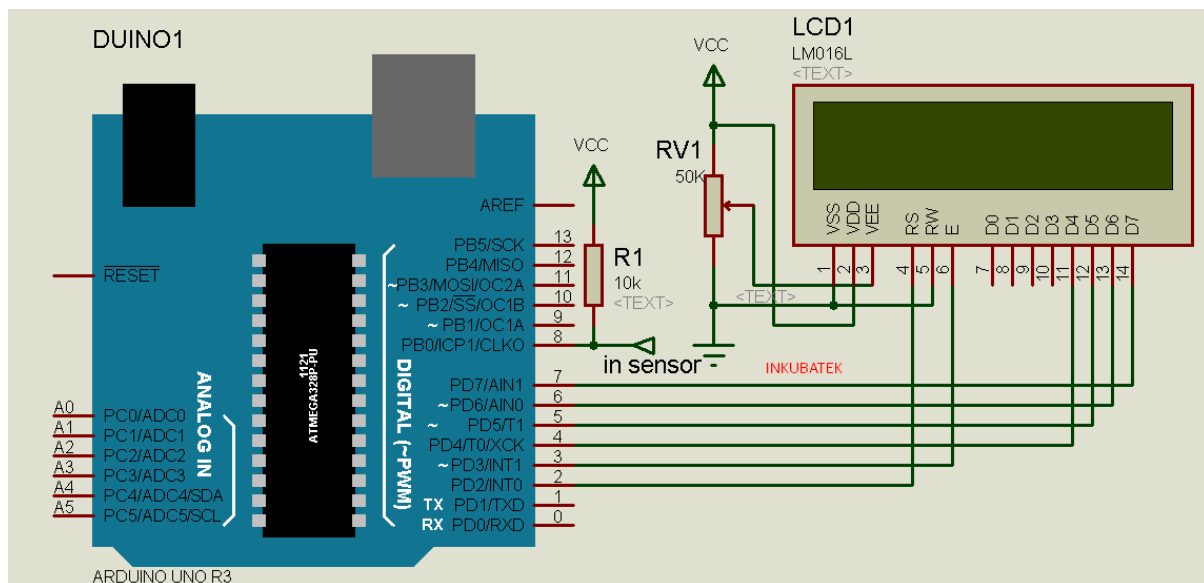 DUINO1
ARDUINO UNO R3
RESET
1121
ATMEGA328P-PU
ANALOG IN
DIGITAL (~PWM)
A0 PC0/ADC0
A1 PC1/ADC1
A2 PC2/ADC2
A3 PC3/ADC3
A4 PC4/ADC4/SDA
A5 PC5/ADC5/SCL
AREF
PB5/SCK 13
PB4/MISO 12
~PB3/MOSI/OC2A 11
~ PB2/SS/OC1B 10
~ PB1/OC1A 9
PB0/ICP1/CLKO 8
PD7/AIN1 7
~PD6/AIN0 6
~ PD5/T1 5
PD4/T0/XCK 4
~PD3/INT1 3
PD2/INT0 2
TX PD1/TXD 1
RX PD0/RXD 0
VCC
R1
10k
<TEXT>
in sensor
VCC
RV1
50K
<TEXT>
INKUBATEK
LCD1
LM016L
<TEXT>
VSS VDD VEE RS RW E D0 D1 D2 D3 D4 D5 D6 D7
1 2 3 4 5 6 7 8 9 10 11 12 13 14